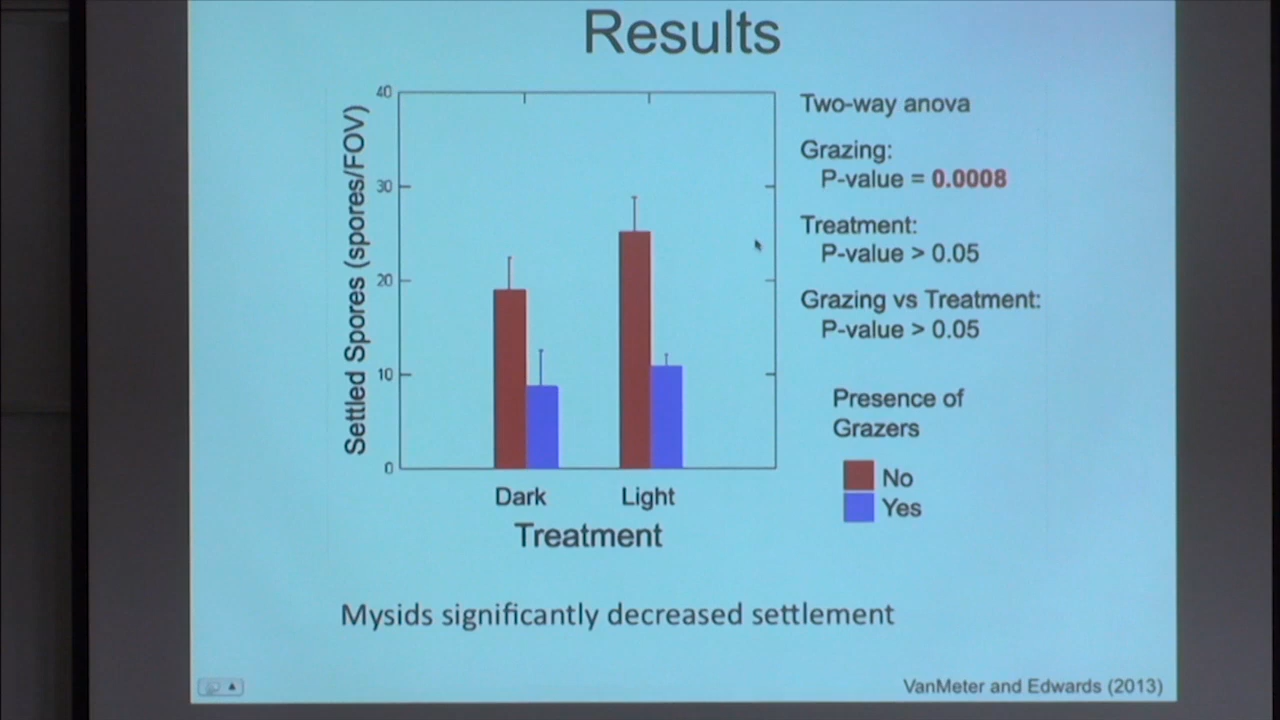 Results
Settled Spores (spores/FOV)
40
30
20
10
0
Dark Light
Treatment
Two-way anova
Grazing:
P-value = 0.0008
Treatment:
P-value > 0.05
Grazing vs Treatment:
P-value > 0.05
Presence of
Grazers
No
Yes
Mysids significantly decreased settlement
VanMeter and Edwards (2013)